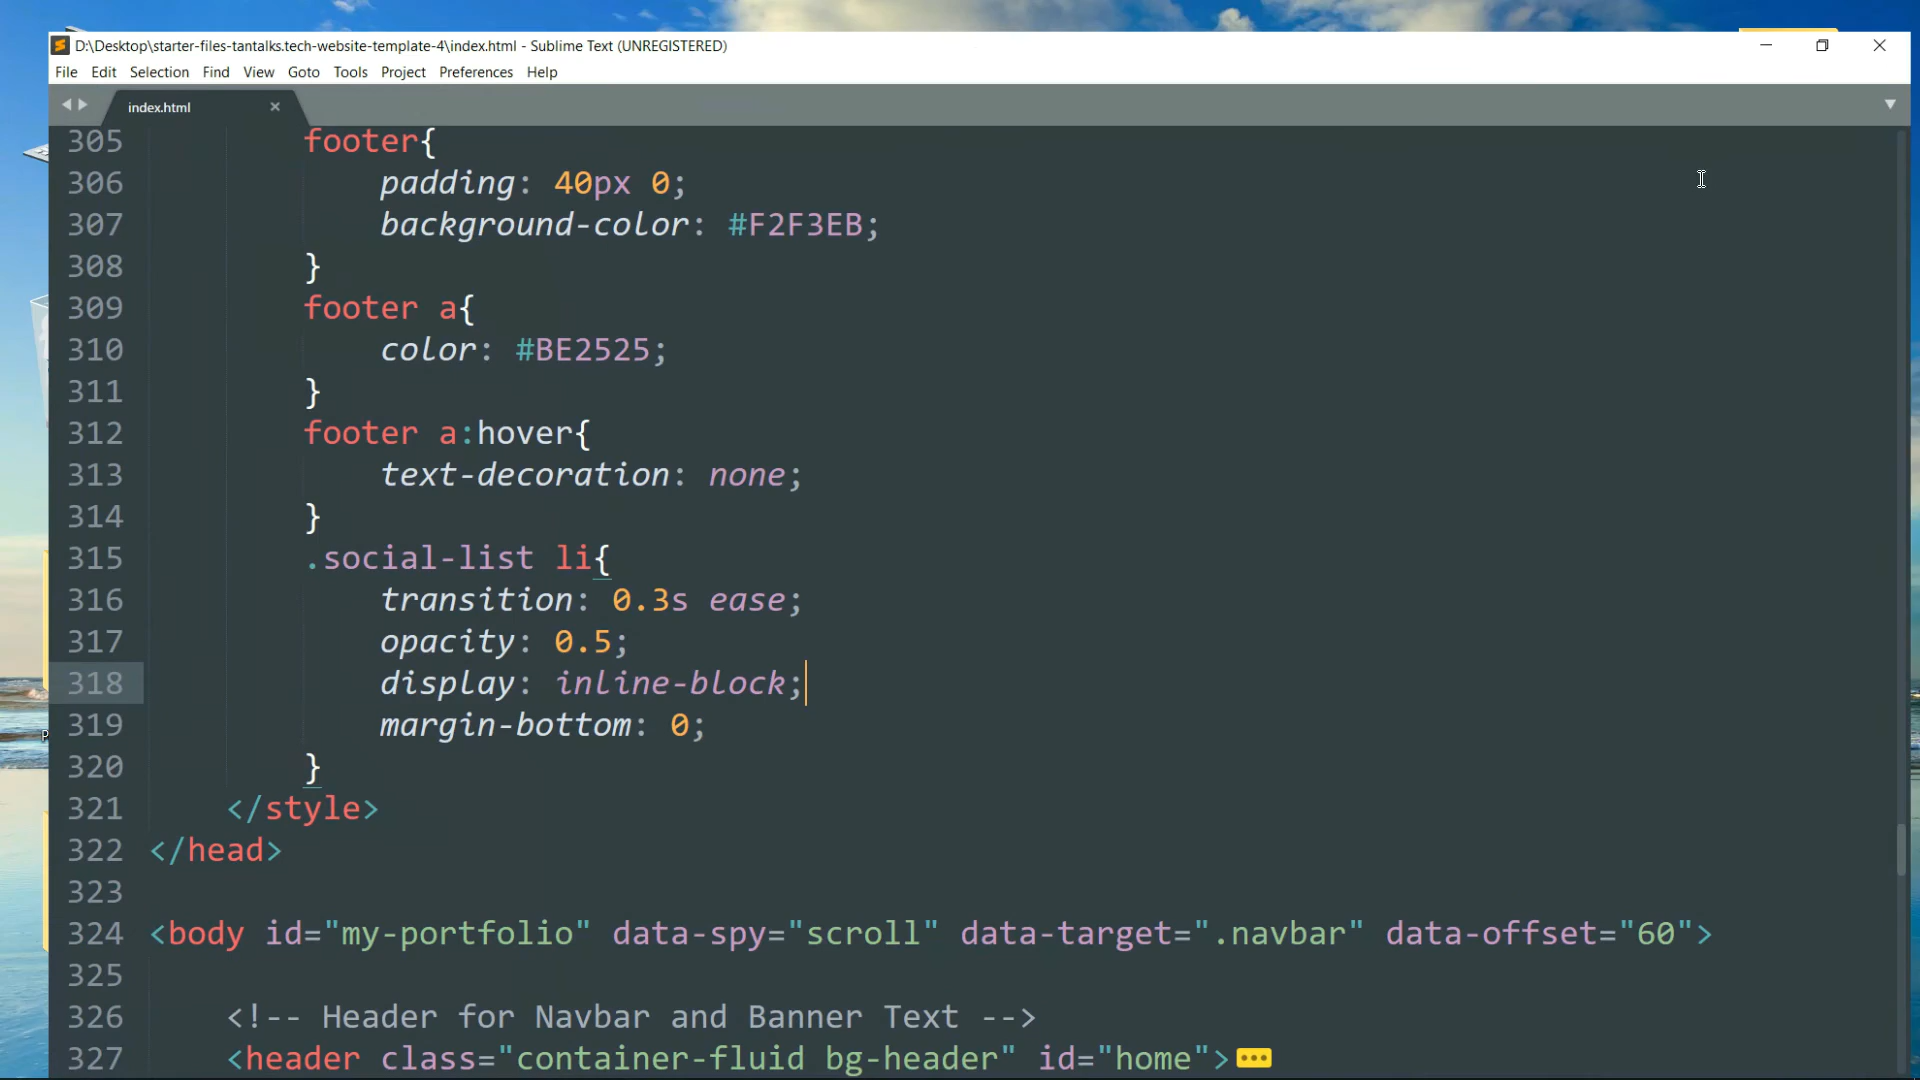 D:\Desktop\starter-files-tantalks.tech-website-template-4\index.html - Sublime Text (UNREGISTERED)
File Edit Selection Find View Goto Tools Project Preferences Help
index.html
305 footer{
306 padding: 40px 0;
307 background-color: #F2F3EB;
308 }
309 footer a{
310 color: #BE2525;
311 }
312 footer a:hover{
313 text-decoration: none;
314 }
315 .social-list li{
316 transition: 0.3s ease;
317 opacity: 0.5;
318 display: inline-block;
319 margin-bottom: 0;
320 }
321 </style>
322 </head>
323
324 <body id="my-portfolio" data-spy="scroll" data-target=".navbar" data-offset="60">
325
326 <!-- Header for Navbar and Banner Text -->
327 <header class="container-fluid bg-header" id="home">